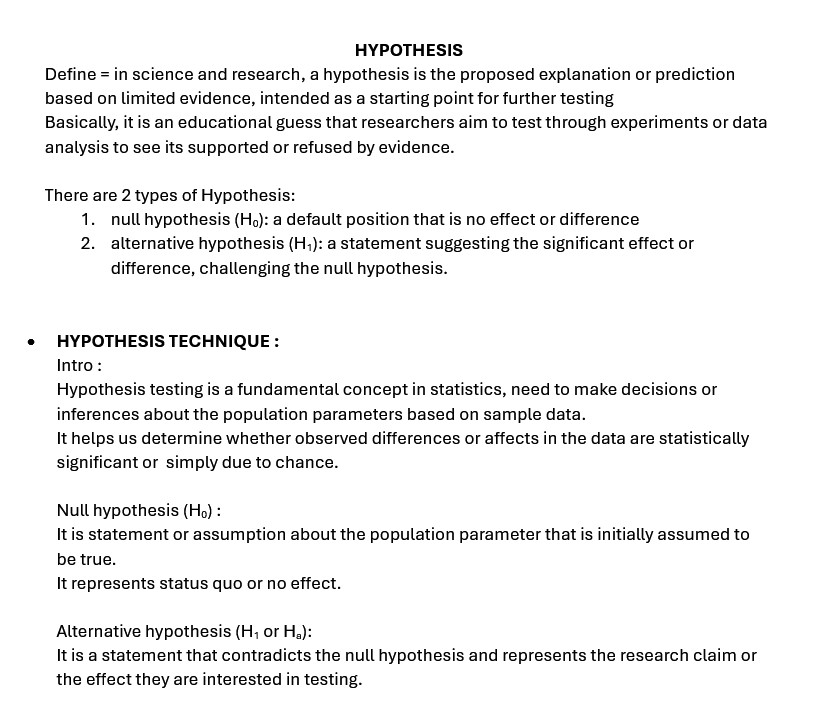 HYPOTHESIS
Define = in science and research, a hypothesis is the proposed explanation or prediction
based on limited evidence, intended as a starting point for further testing
Basically, it is an educational guess that researchers aim to test through experiments or data
analysis to see its supported or refused by evidence.
There are 2 types of Hypothesis:
1. null hypothesis (H₀): a default position that is no effect or difference
2. alternative hypothesis (H₁): a statement suggesting the significant effect or
difference, challenging the null hypothesis.
• HYPOTHESIS TECHNIQUE :
Intro :
Hypothesis testing is a fundamental concept in statistics, need to make decisions or
inferences about the population parameters based on sample data.
It helps us determine whether observed differences or affects in the data are statistically
significant or  simply due to chance.
Null hypothesis (H₀) :
It is statement or assumption about the population parameter that is initially assumed to
be true.
It represents status quo or no effect.
Alternative hypothesis (H₁ or Hₐ):
It is a statement that contradicts the null hypothesis and represents the research claim or
the effect they are interested in testing.